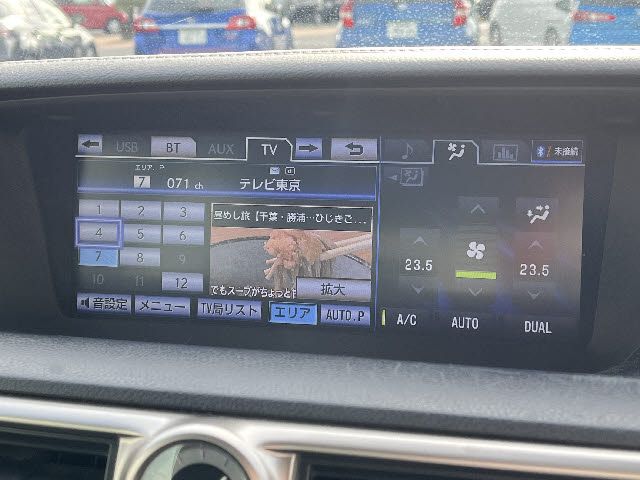 USB BT AUX TV 未接続
エリア. P
7 071 ch テレビ東京
昼めし旅【千葉・勝浦…ひじきご...
1 2 3
4 5 6
7 8 9
10 11 12
でもスープがちょっと
拡大
23.5 23.5
音設定 メニュー TV局リスト エリア AUTO.P
A/C AUTO DUAL